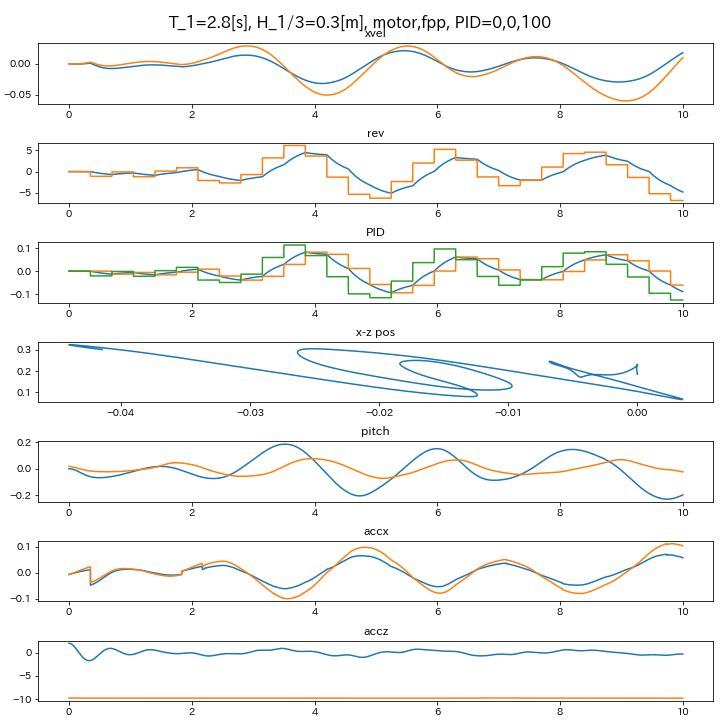 T_1=2.8[s], H_1/3=0.3[m], motor,fpp, PID=0,0,100
xvel
0.00
−0.05
0 2 4 6 8 10
rev
5
0
−5
0 2 4 6 8 10
PID
0.1
0.0
−0.1
0 2 4 6 8 10
x-z pos
0.3
0.2
0.1
−0.04 −0.03 −0.02 −0.01 0.00
pitch
0.2
0.0
−0.2
0 2 4 6 8 10
accx
0.1
0.0
−0.1
0 2 4 6 8 10
accz
0
−5
−10
0 2 4 6 8 10